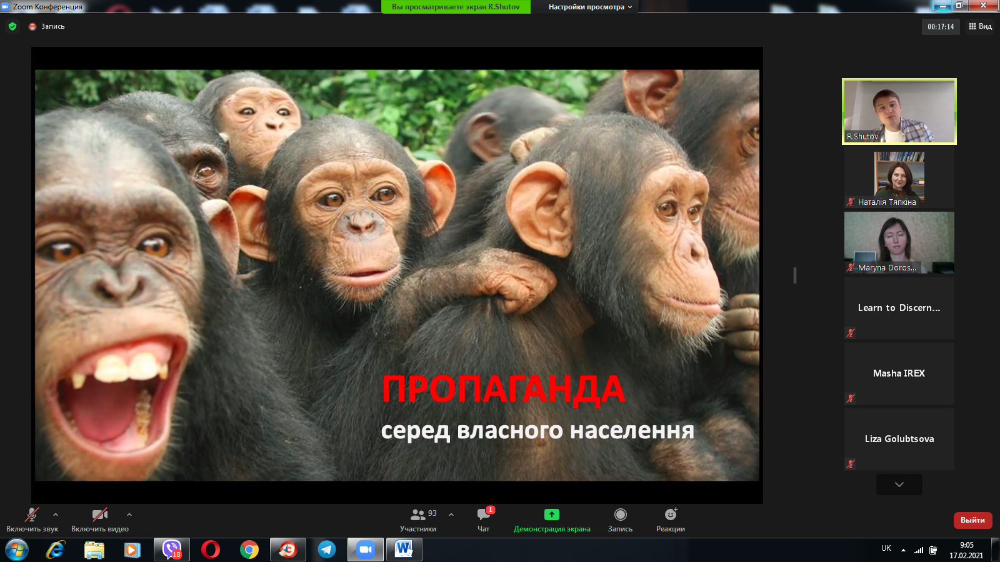 Zoom Конференция
Вы просматриваете экран R.Shutov
Настройки просмотра
Запись
00:17:14
Вид
ПРОПАГАНДА
серед власного населення
R.Shutov
Наталія Тяпкіна
Maryna Doros...
Learn to Discern...
Masha IREX
Liza Golubtsova
Включить звук
Включить видео
93
Участники
1
Чат
Демонстрация экрана
Запись
Реакции
Выйти
18
UK
9:05
17.02.2021